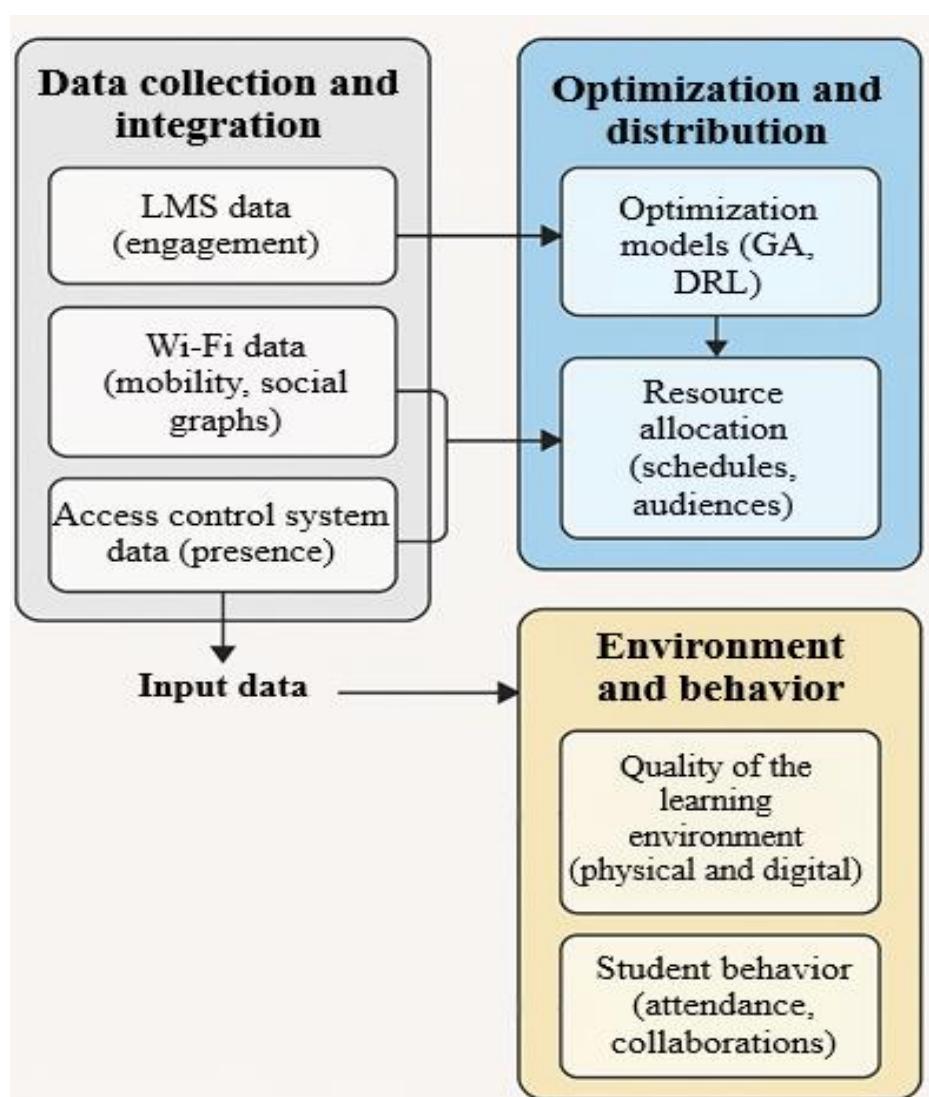 Data collection and
integration
LMS data
(engagement)
Wi-Fi data
(mobility, social
graphs)
Access control system
data (presence)
Input data
Optimization and
distribution
Optimization
models (GA,
DRL)
Resource
allocation
(schedules,
audiences)
Environment
and behavior
Quality of the
learning
environment
(physical and digital)
Student behavior
(attendance,
collaborations)